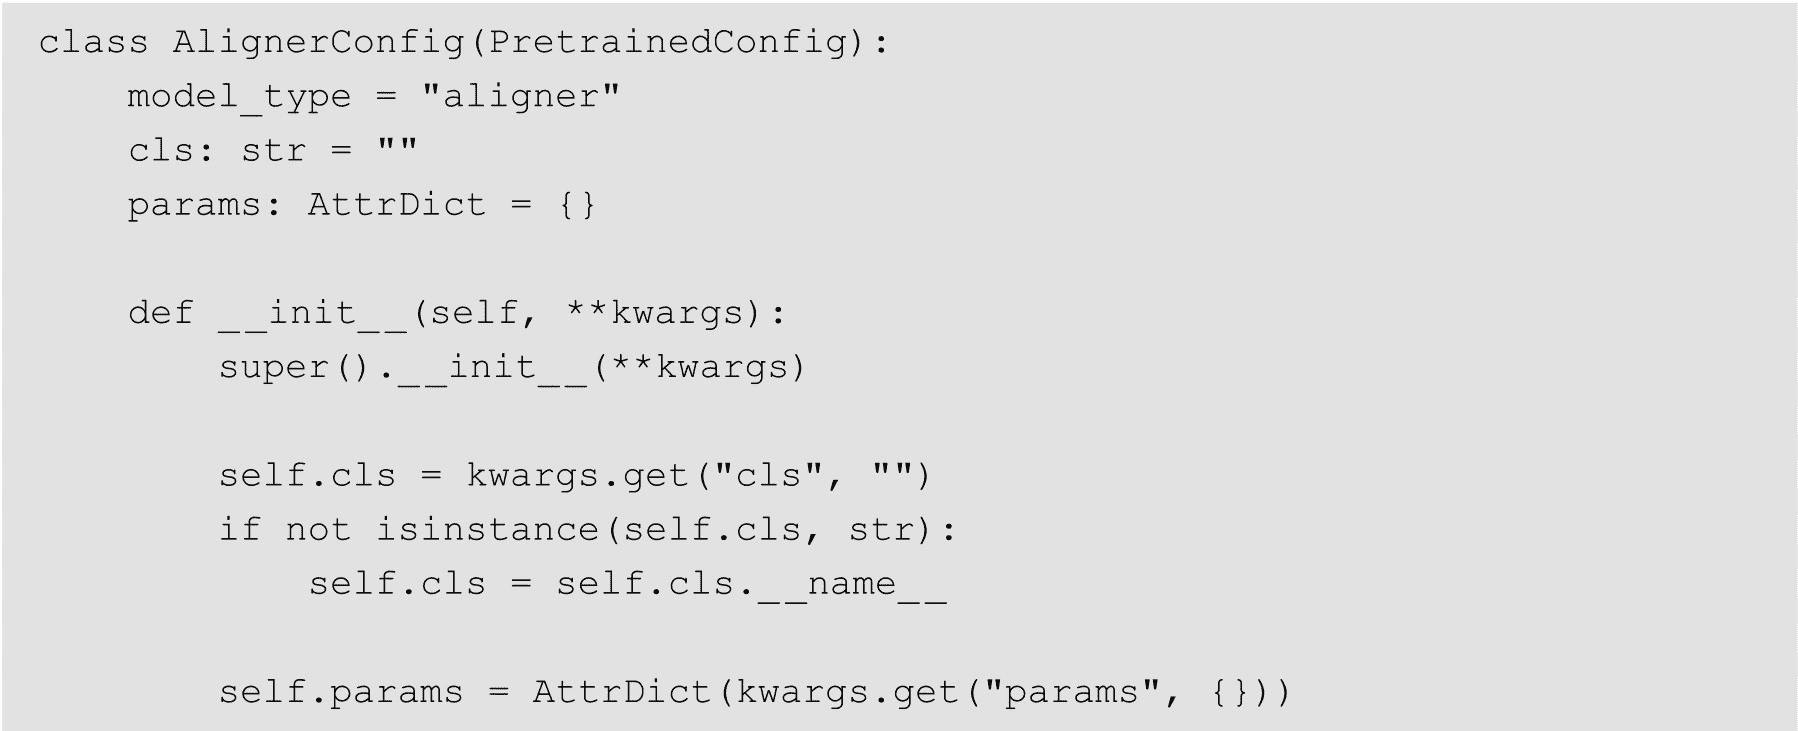 class AlignerConfig(PretrainedConfig):
    model_type = "aligner"
    cls: str = ""
    params: AttrDict = {}

    def __init__(self, **kwargs):
        super().__init__(**kwargs)

        self.cls = kwargs.get("cls", "")
        if not isinstance(self.cls, str):
            self.cls = self.cls.__name__

        self.params = AttrDict(kwargs.get("params", {}))